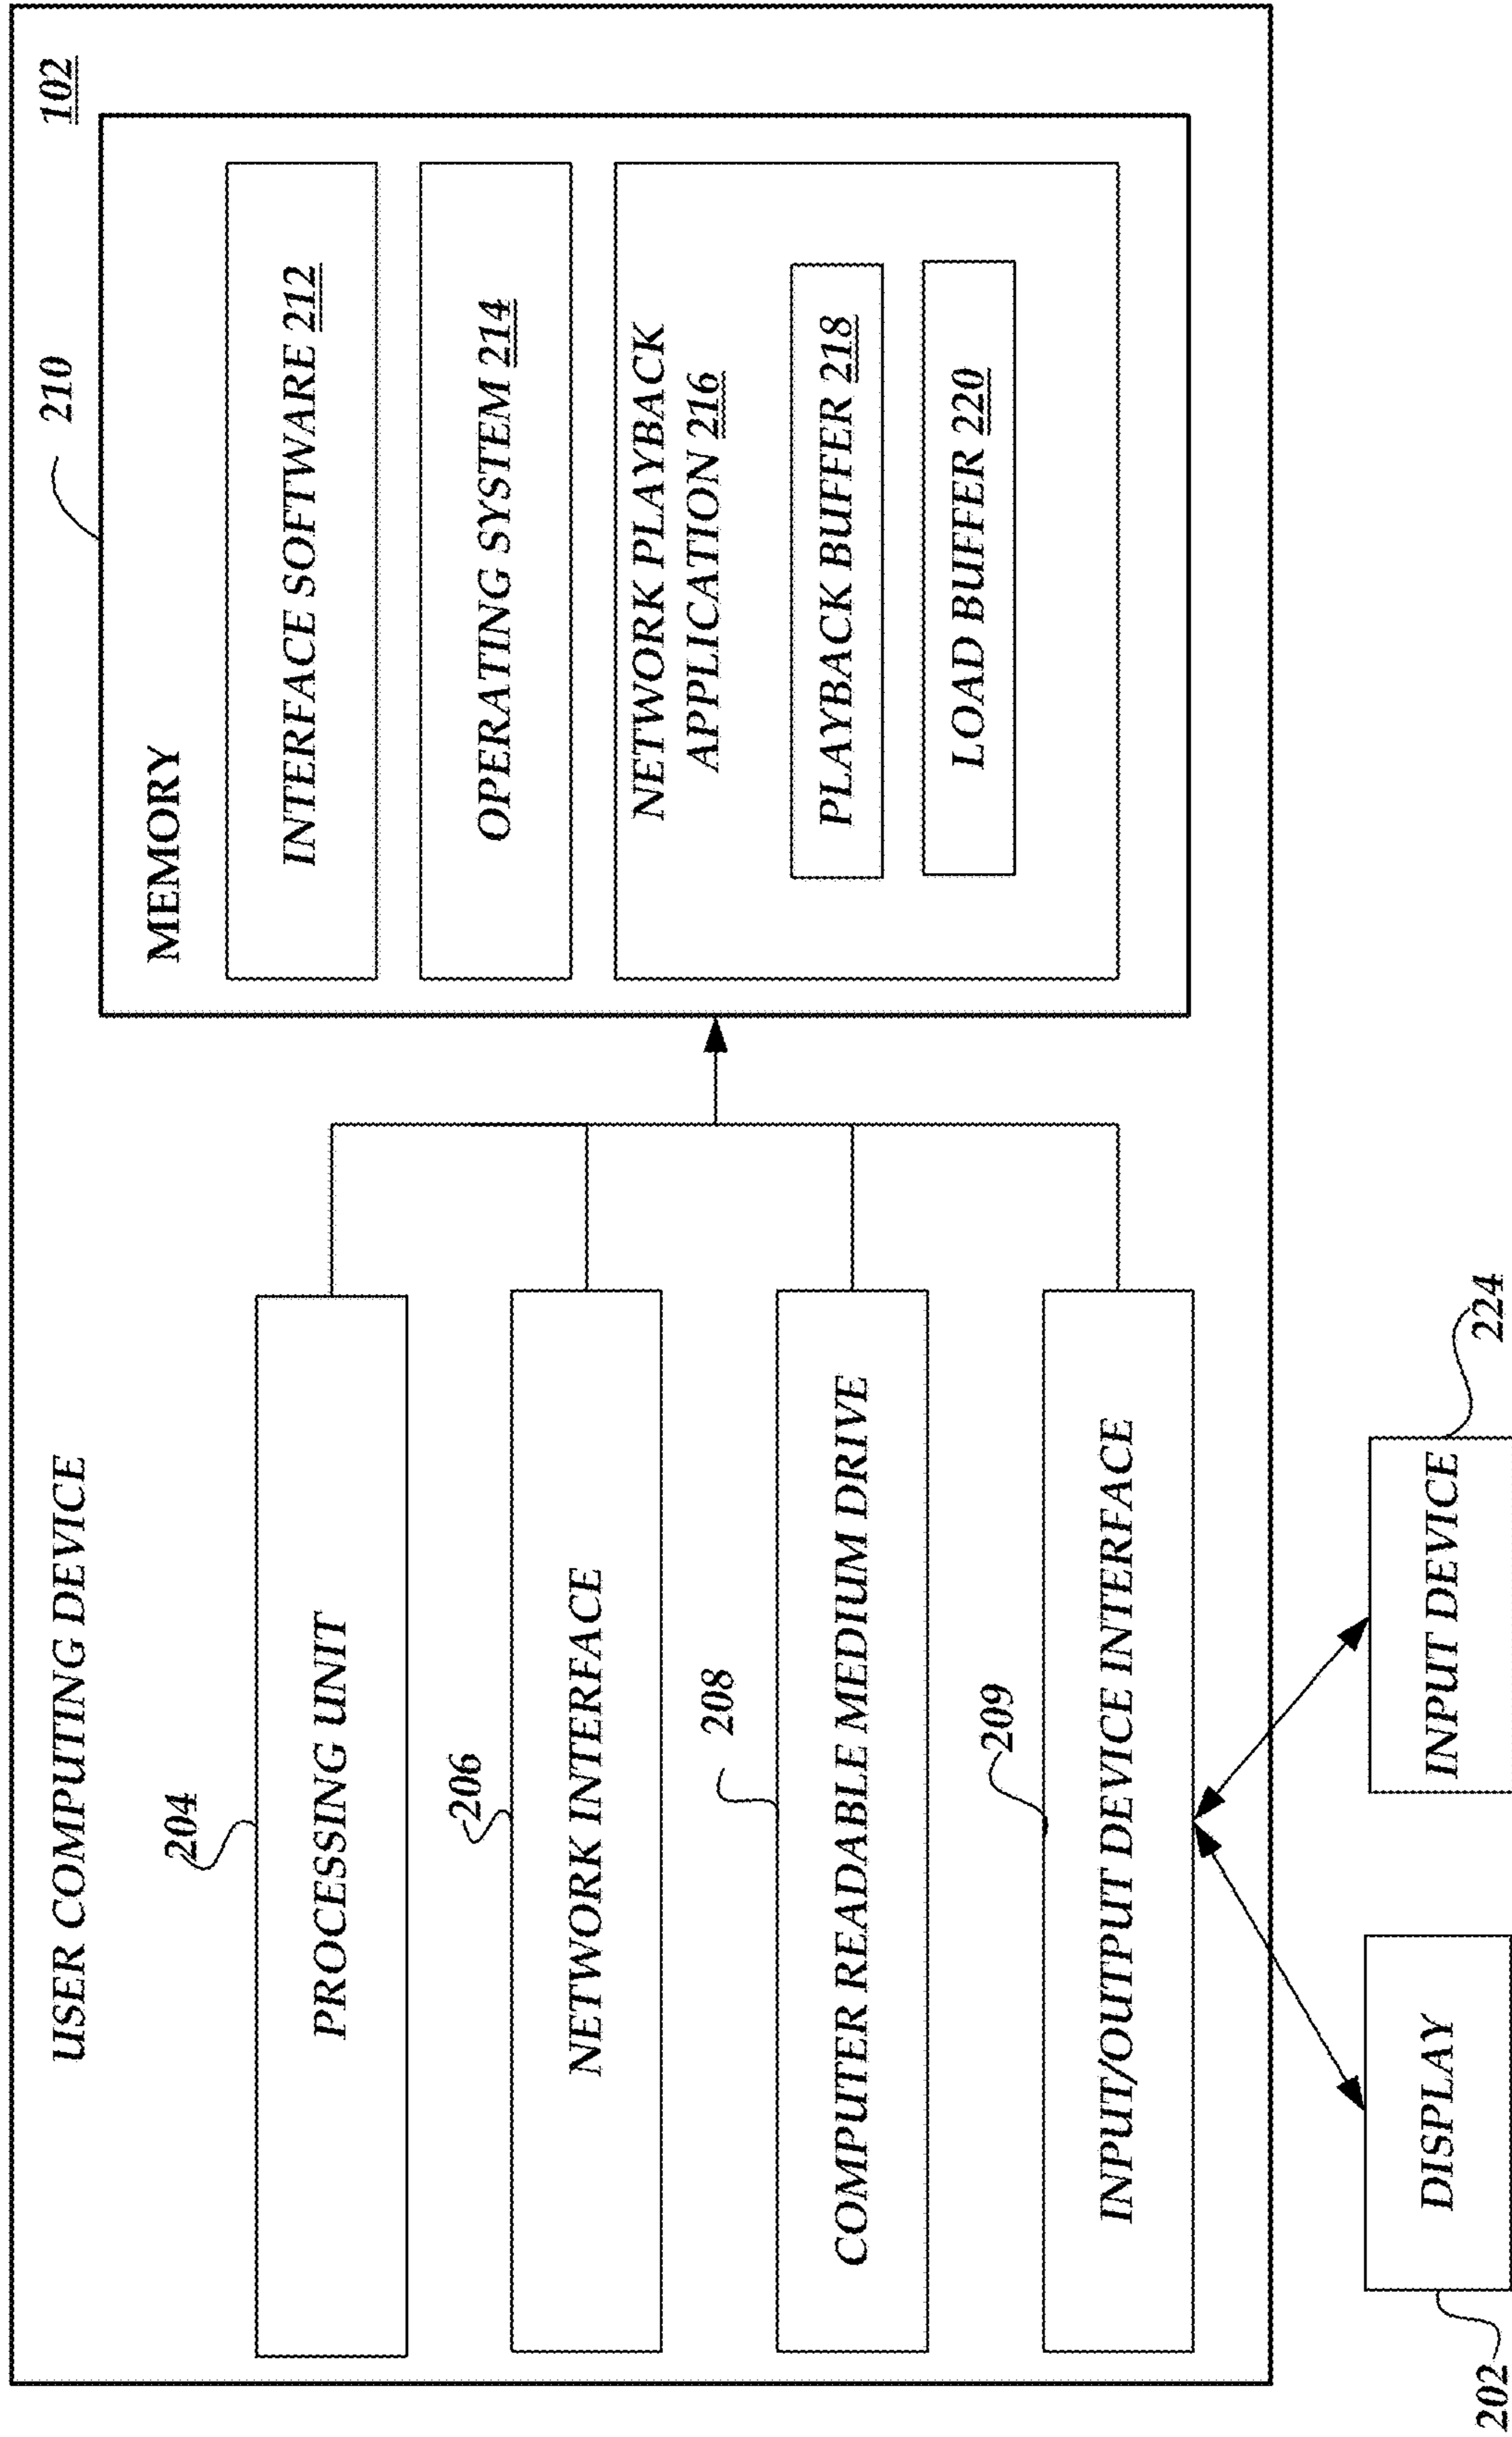 USER COMPUTING DEVICE
102
204
PROCESSING UNIT
206
NETWORK INTERFACE
208
COMPUTER READABLE MEDIUM DRIVE
209
INPUT/OUTPUT DEVICE INTERFACE
210
MEMORY
INTERFACE SOFTWARE 212
OPERATING SYSTEM 214
NETWORK PLAYBACK
APPLICATION 216
PLAYBACK BUFFER 218
LOAD BUFFER 220
202
DISPLAY
INPUT DEVICE
224